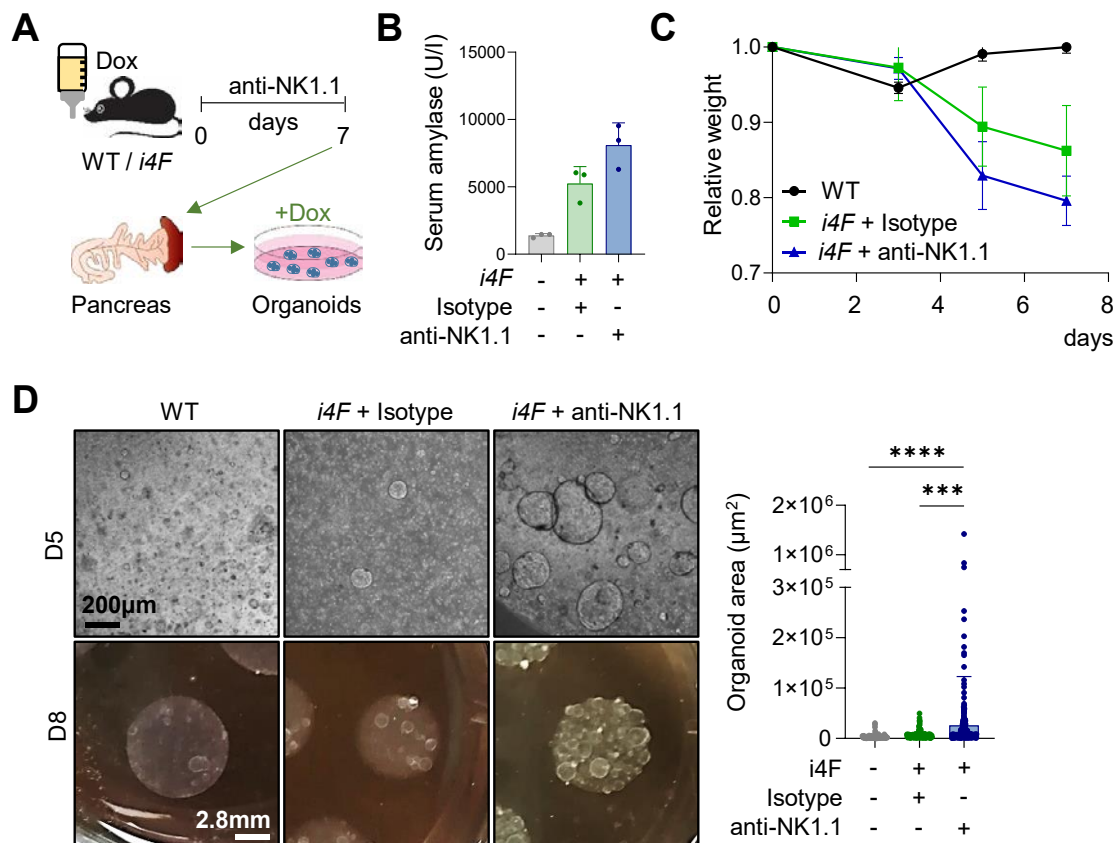 A
Dox
anti-NK1.1
0 days 7
WT / i4F
+Dox
Pancreas Organoids
B
Serum amylase (U/l)
15000
10000
5000
0
i4F - + +
Isotype - + -
anti-NK1.1 - - +
C
Relative weight
1.0
0.9
0.8
0.7
WT
i4F + Isotype
i4F + anti-NK1.1
0 2 4 6 8
days
D
WT i4F + Isotype i4F + anti-NK1.1
D5
200µm
D8
2.8mm
****
***
Organoid area (µm²)
2×10⁶
1×10⁶
3×10⁵
2×10⁵
1×10⁵
0
i4F - + +
Isotype - + -
anti-NK1.1 - - +